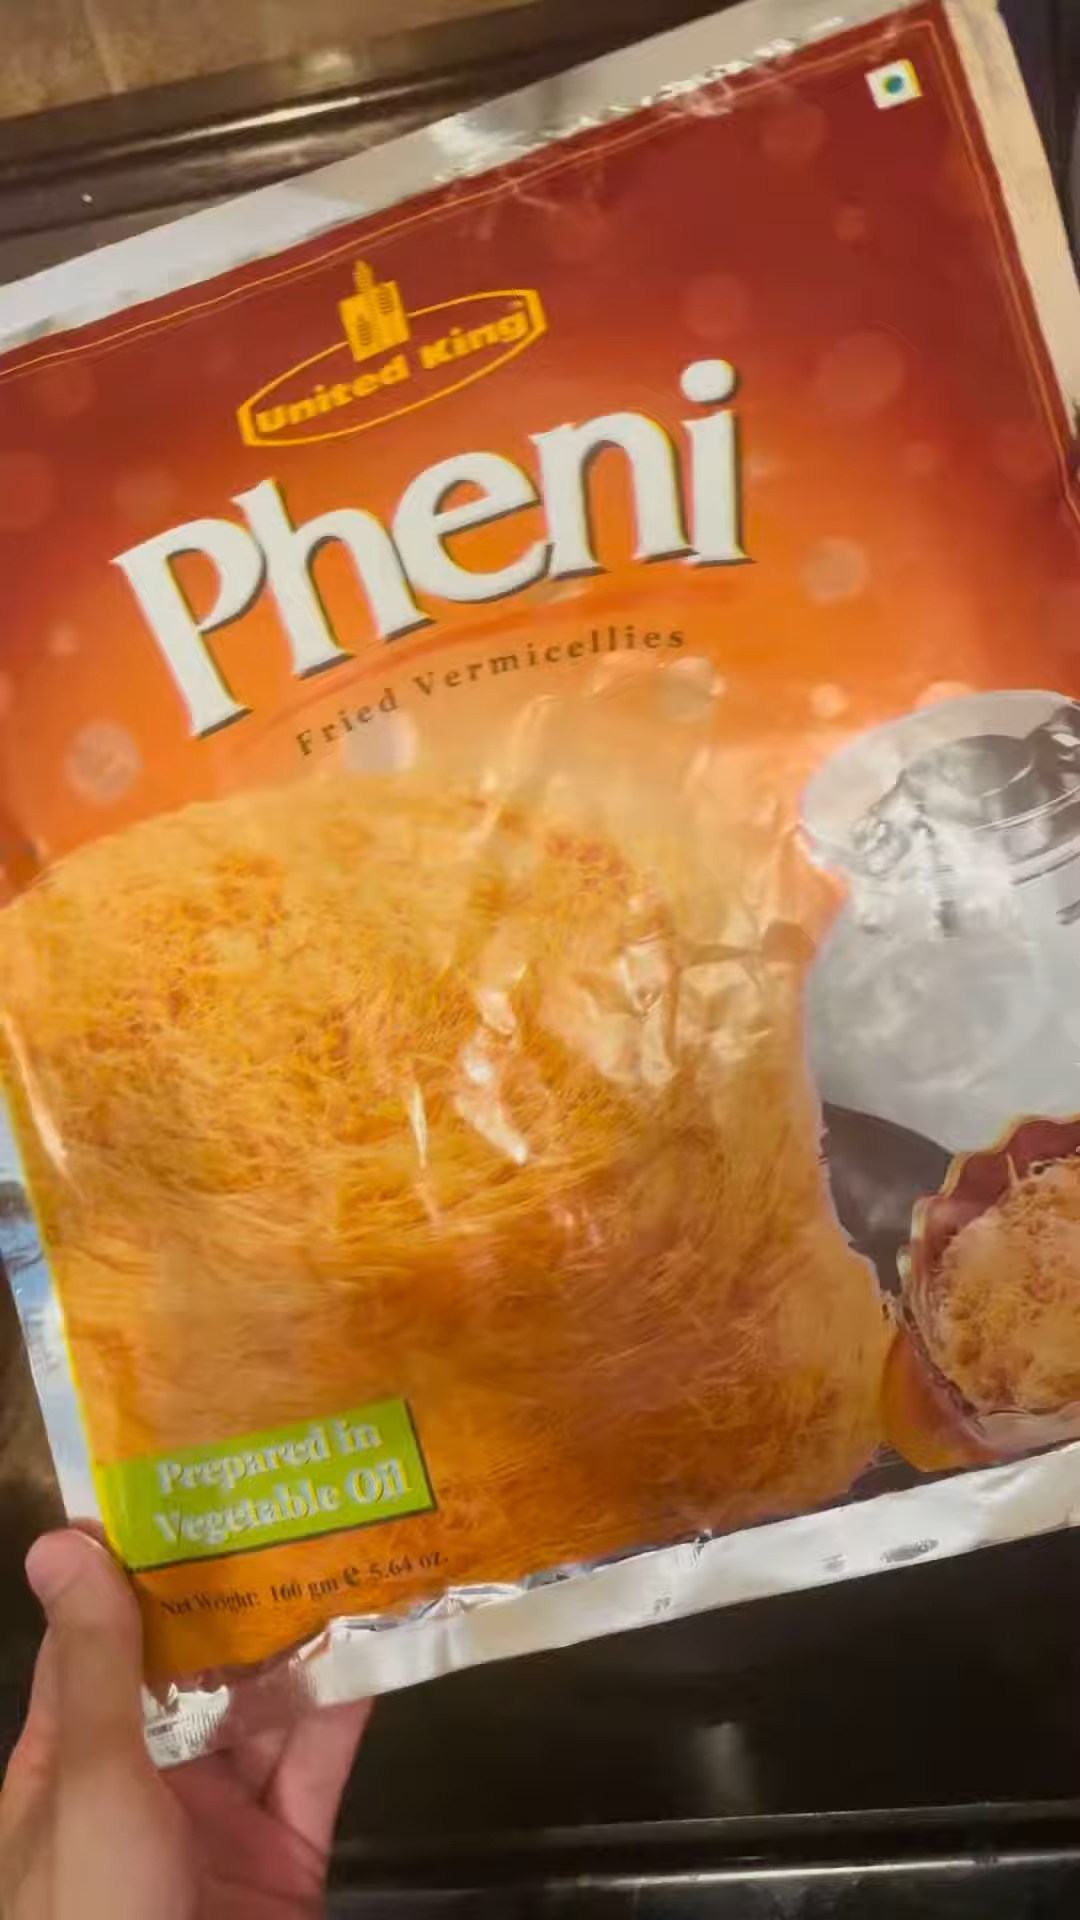 United King
Pheni
Fried Vermicellies
Prepared in
Vegetable Oil
Net Weight: 160 gm e 5.64 oz.